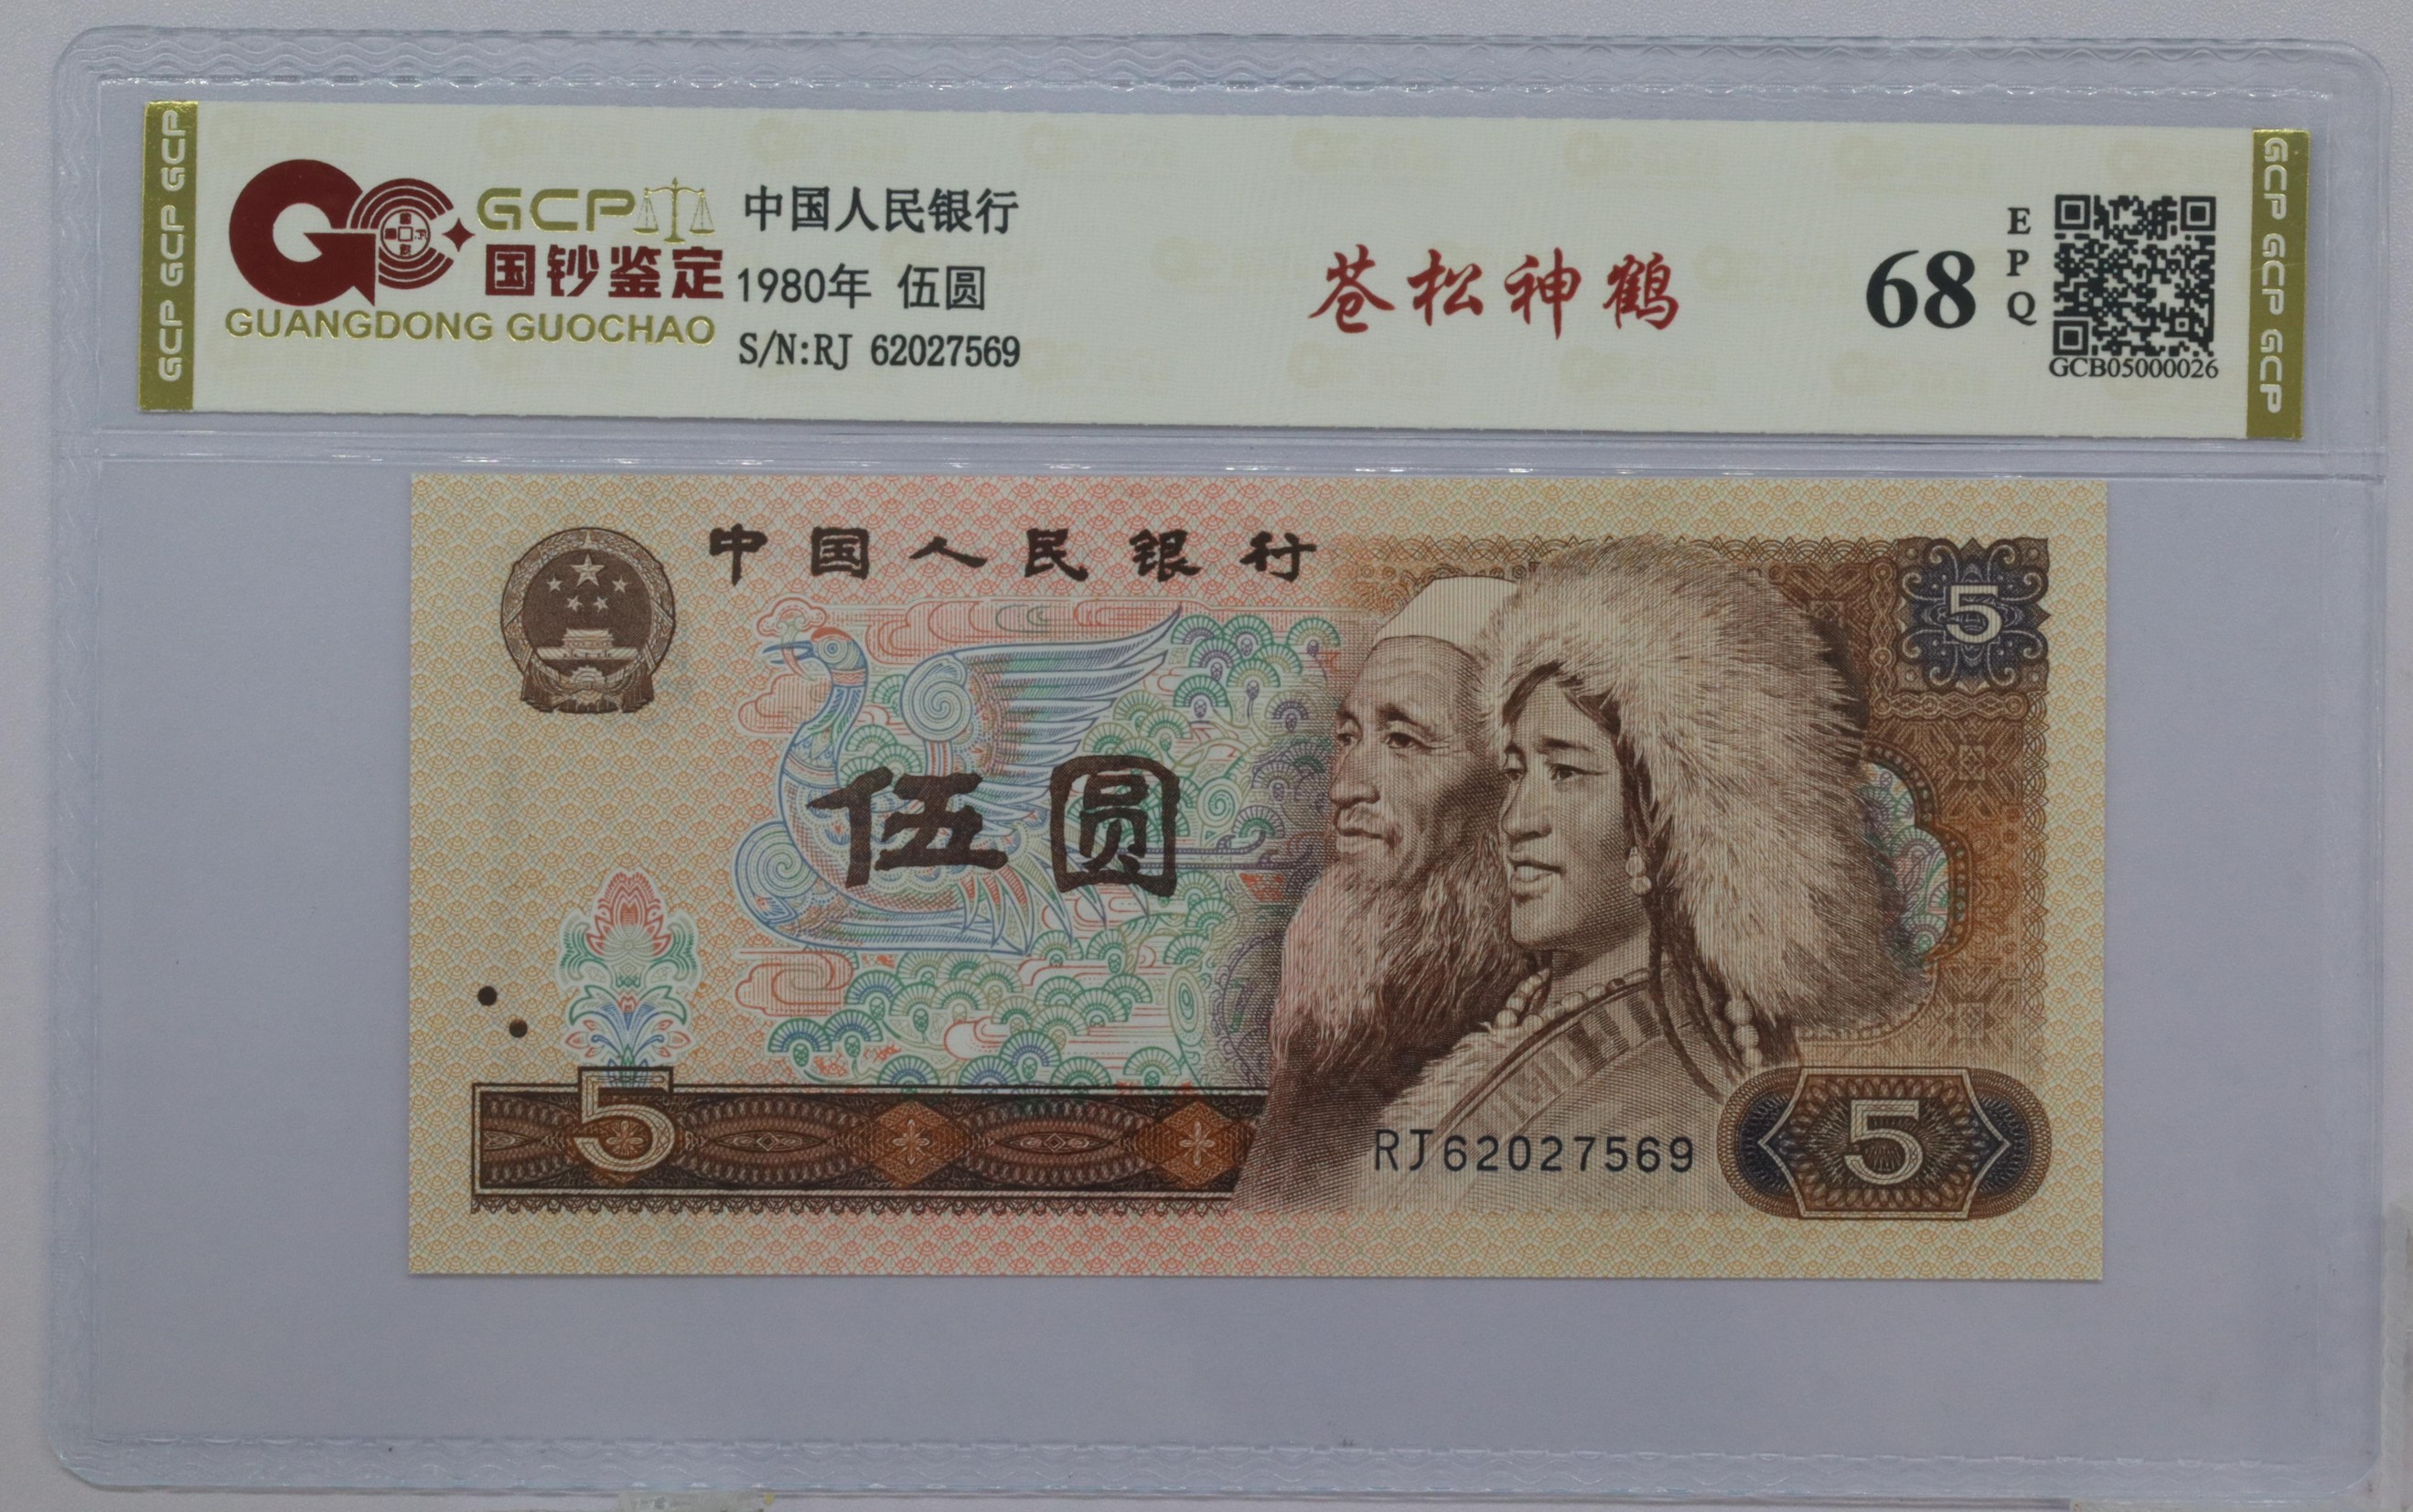 GCP GCP GCP
GCP
国钞鉴定
GUANGDONG GUOCHAO
中国人民银行
1980年 伍圆
S/N:RJ 62027569
苍松神鹤
68
EPQ
GCB05000026
GCP GCP GCP
中国人民银行
5
伍圆
5
RJ62027569
5